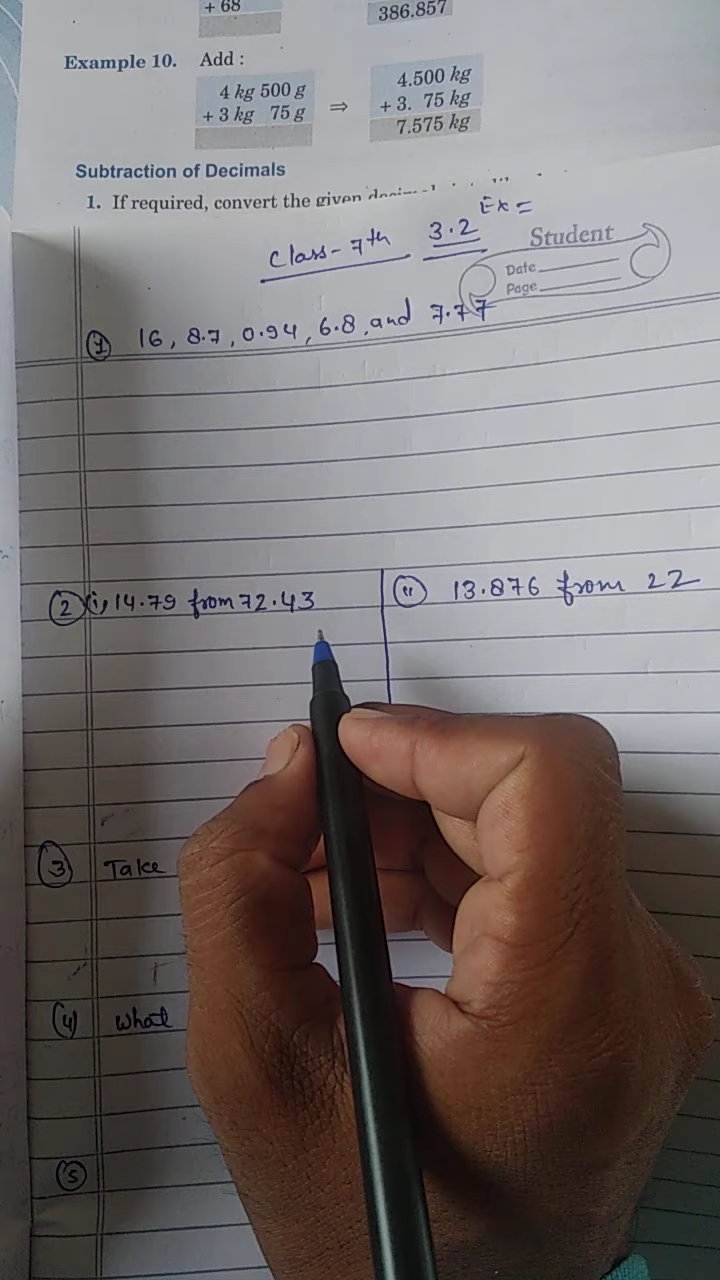 + 68
386.857
Example 10. Add :
4 kg 500 g
+ 3 kg 75 g
⇒
4.500 kg
+ 3. 75 kg
7.575 kg
Subtraction of Decimals
1. If required, convert the given
Class - 7th 3.2 Ex =
Student
Date
Page
(1) 16, 8.7, 0.94, 6.8, and 7.77
(2) (i), 14.79 from 72.43
(ii) 13.876 from 22
(3) Take
(4) What
(5)